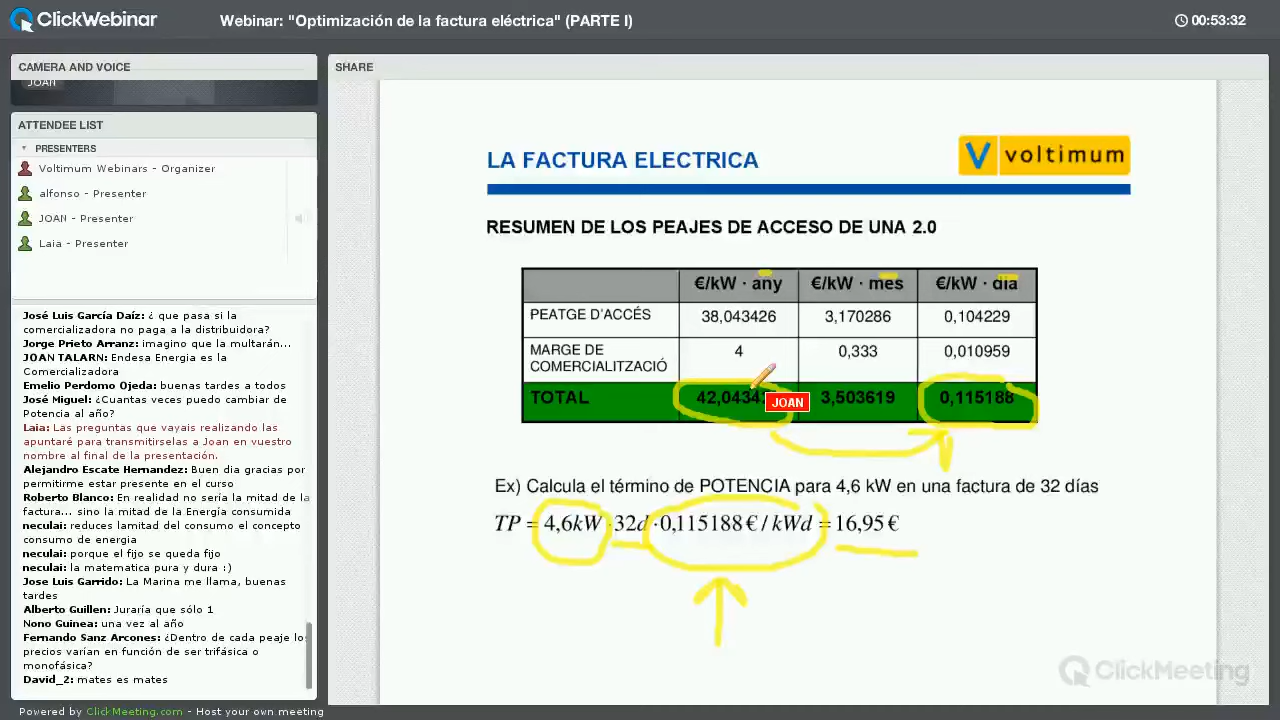 ClickWebinar
Webinar: "Optimización de la factura eléctrica" (PARTE I)
00:53:32
CAMERA AND VOICE
JOAN
ATTENDEE LIST
PRESENTERS
Voltimum Webinars - Organizer
alfonso - Presenter
JOAN - Presenter
Laia - Presenter
José Luis García Daíz: ¿ que pasa si la
comercializadora no paga a la distribuidora?
Jorge Prieto Arranz: imagino que la multarán...
JOAN TABARN: Endesa Energia es la
Comercializadora
Emelio Perdomo Ojeda: buenas tardes a todos
José Miguel: ¿Cuántas veces puedo cambiar de
Potencia al año?
Laia: Las preguntas que vayais realizando las
apuntaré para transmitirselas a Joan en vuestro
nombre al final de la presentación.
Alejandro Beneite Hernandez: Buen dia gracias por
permitirme estar presente en el curso
Roberto Blanco: En realidad no sería la mitad de la
factura... sino la mitad de la Energía consumida
neculai: reduces lamitad del consumo el concepto
consumo de energia.
neculai: pues el fijo se queda fijo
neculai: matematica pura y dura :)
Jose Luis Garrido: La Marina me llama, buenas
tardes
Alberto Guillen: Juraría que sólo 1
Nono Gunea: una vez al año
Fernando Sanz Arcones: ¿Dentro de cada peaje los
precios varían en función de ser trifásica o
monofásica?
David_2: mates es mates
Powered by ClickMeeting.com - Host your own meeting
SHARE
LA FACTURA ELECTRICA
voltimum
RESUMEN DE LOS PEAJES DE ACCESO DE UNA 2.0
€/kW · any €/kW · mes €/kW · dia
PEATGE D'ACCÉS 38,043426 3,170286 0,104229
MARGE DE
COMERCIALITZACIÓ 4 0,333 0,010959
TOTAL 42,04342 3,503619 0,115188
JOAN
Ex) Calcula el término de POTENCIA para 4,6 kW en una factura de 32 días
TP = 4,6kW ·32d ·0,115188 € / kWd = 16,95 €
ClickMeeting